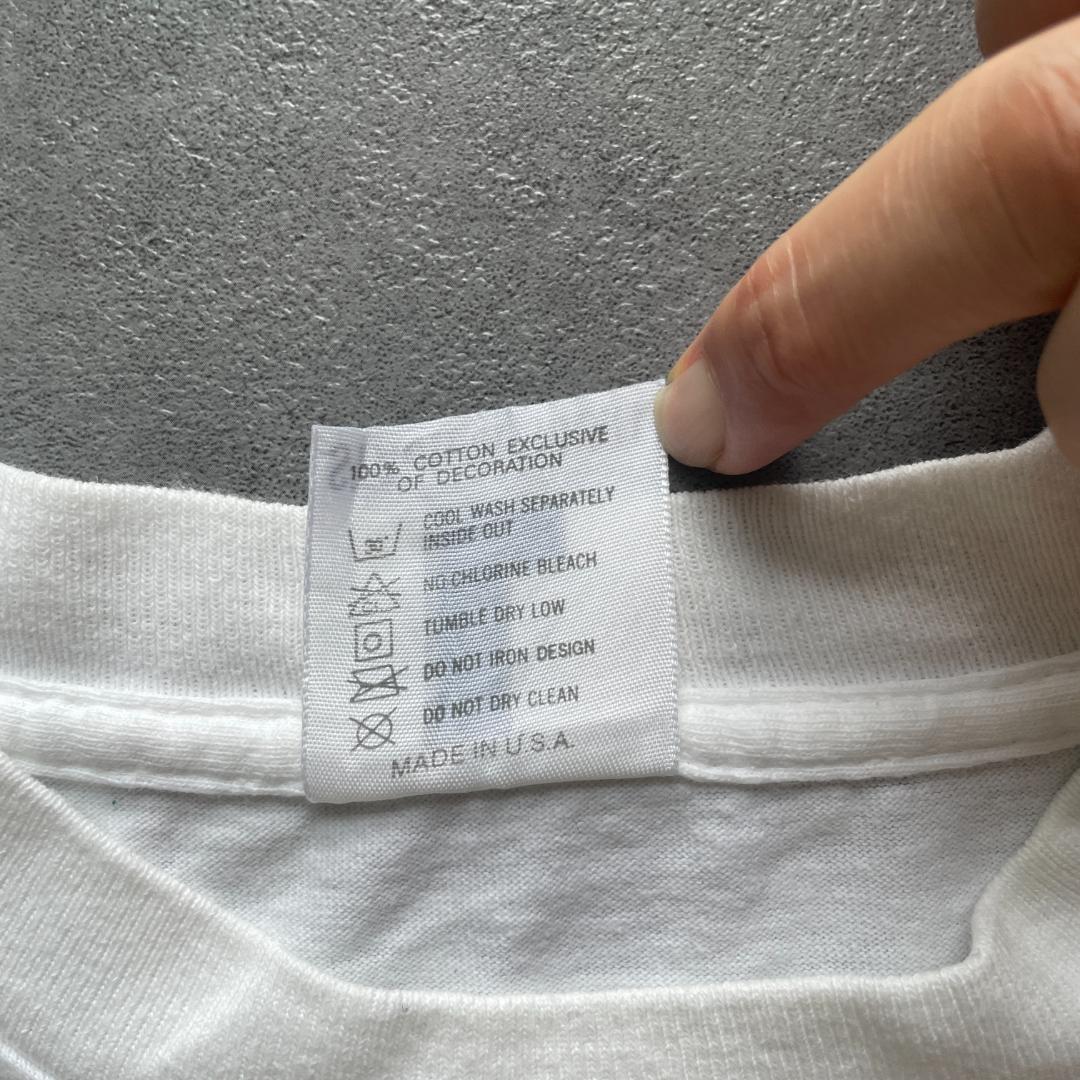 100% COTTON EXCLUSIVE
OF DECORATION
COOL WASH SEPARATELY
INSIDE OUT
NO CHLORINE BLEACH
TUMBLE DRY LOW
DO NOT IRON DESIGN
DO NOT DRY CLEAN
MADE IN U.S.A.